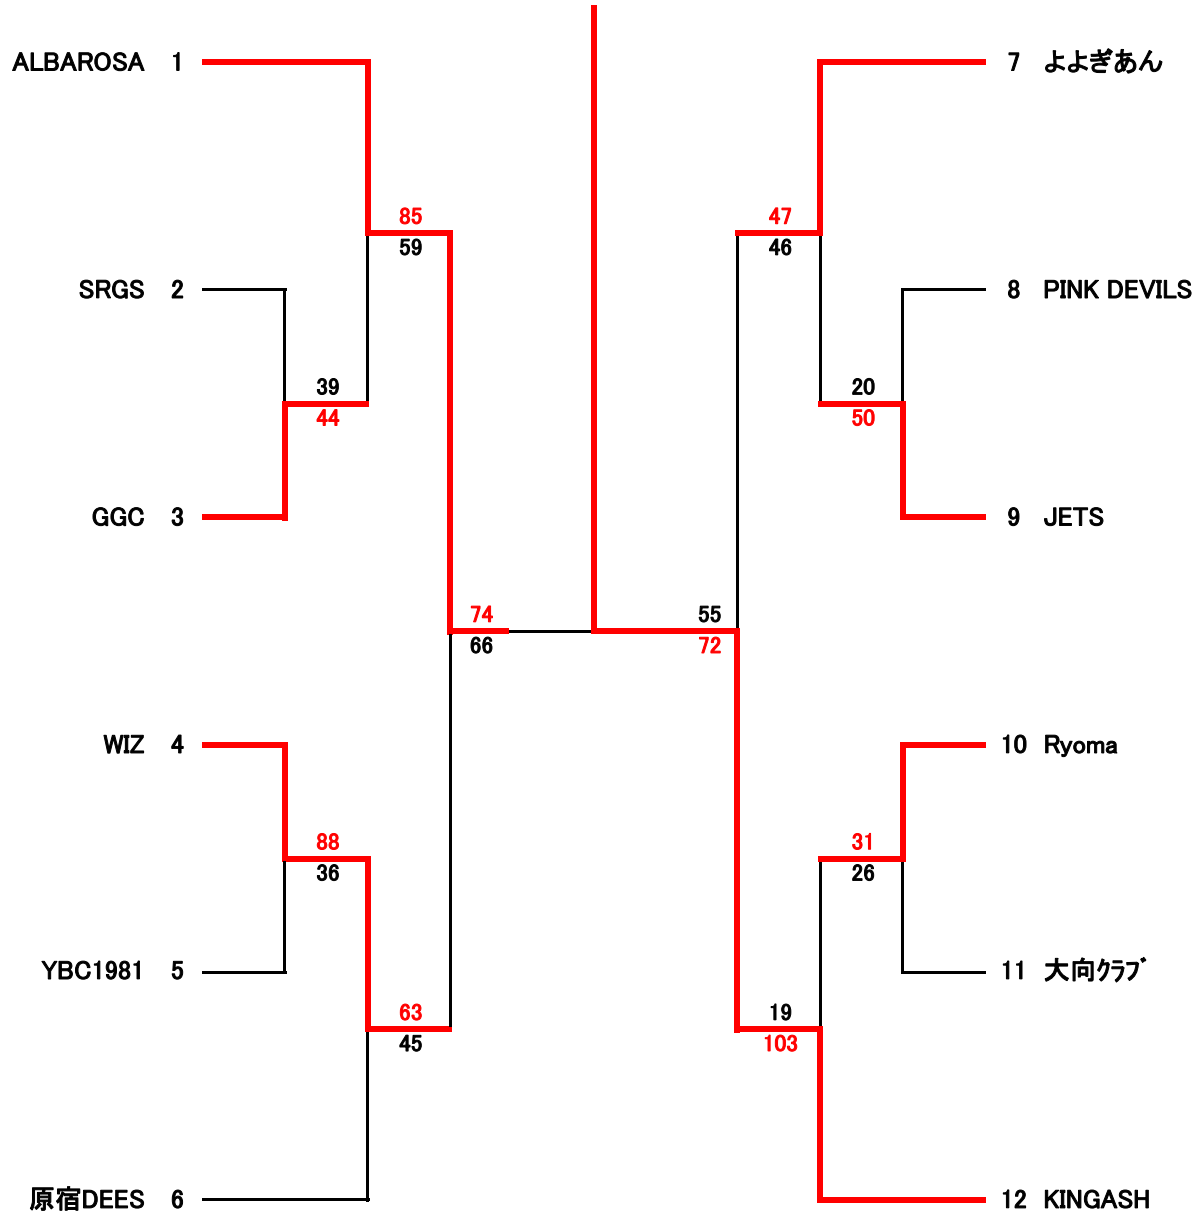 ALBAROSA 1
85
59
SRGS 2
39
44
GGC 3
74
66
WIZ 4
88
36
YBC1981 5
63
45
原宿DEES 6
7 よよぎあん
47
46
8 PINK DEVILS
20
50
9 JETS
55
72
10 Ryoma
31
26
11 大向ｸﾗﾌﾞ
19
103
12 KINGASH